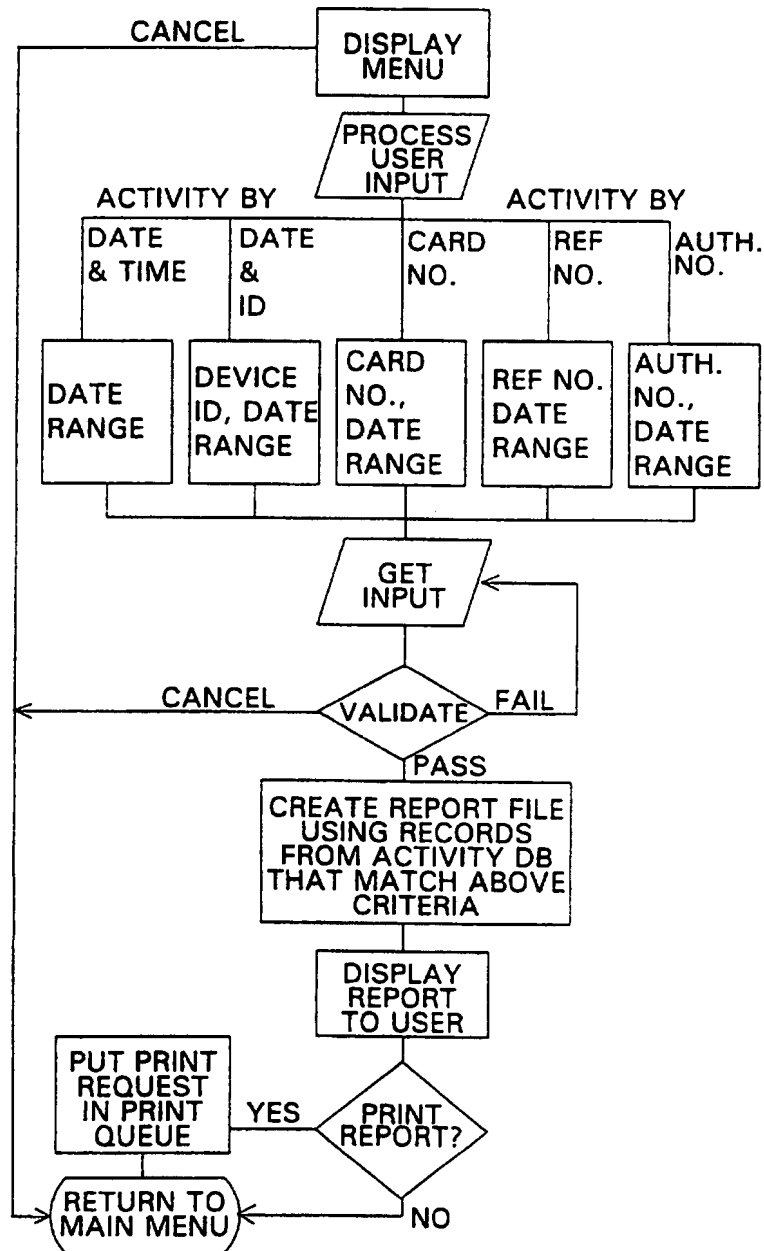 CANCEL
DISPLAY
MENU
PROCESS
USER
INPUT
ACTIVITY BY
ACTIVITY BY
DATE
& TIME
DATE
&
ID
CARD
NO.
REF
NO.
AUTH.
NO.
DATE
RANGE
DEVICE
ID, DATE
RANGE
CARD
NO.,
DATE
RANGE
REF NO.
DATE
RANGE
AUTH.
NO.,
DATE
RANGE
GET
INPUT
CANCEL
VALIDATE
FAIL
PASS
CREATE REPORT FILE
USING RECORDS
FROM ACTIVITY DB
THAT MATCH ABOVE
CRITERIA
DISPLAY
REPORT
TO USER
PUT PRINT
REQUEST
IN PRINT
QUEUE
YES
PRINT
REPORT?
RETURN TO
MAIN MENU
NO